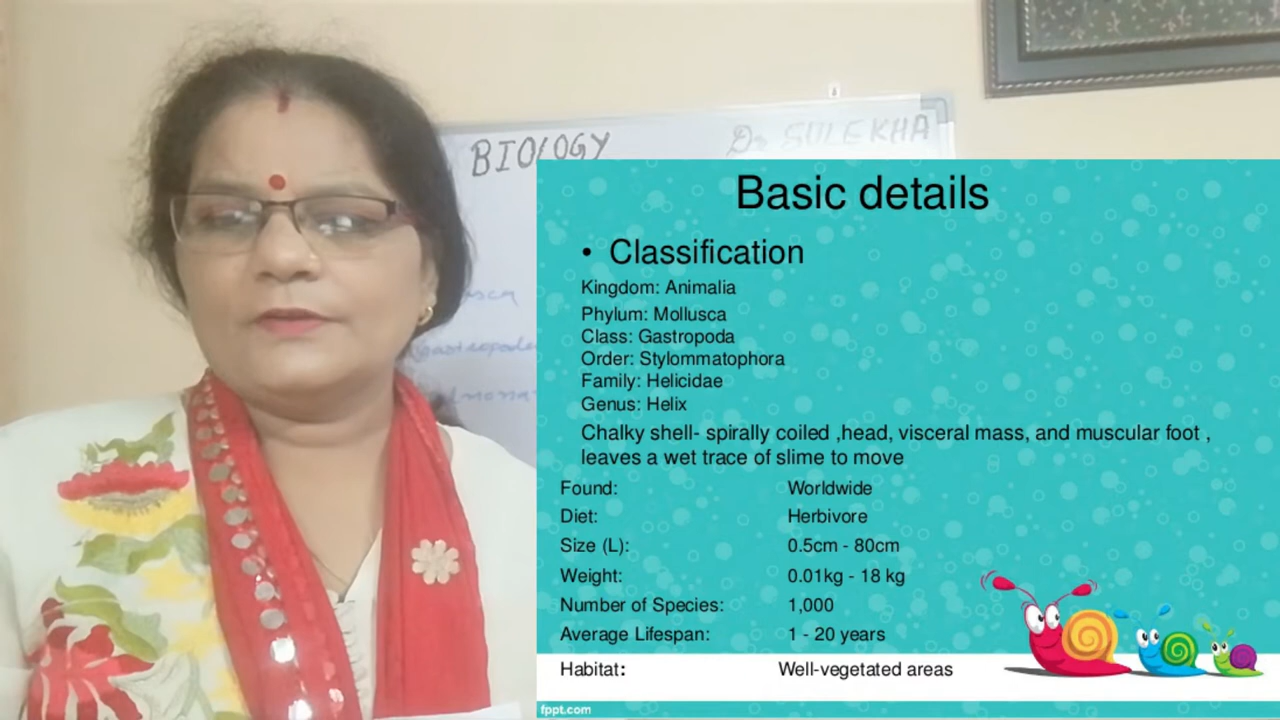 BIOLOGY Dr SULEKHA
Basic details
• Classification
Kingdom: Animalia
Phylum: Mollusca
Class: Gastropoda
Order: Stylommatophora
Family: Helicidae
Genus: Helix
Chalky shell- spirally coiled ,head, visceral mass, and muscular foot ,
leaves a wet trace of slime to move
Found: Worldwide
Diet: Herbivore
Size (L): 0.5cm - 80cm
Weight: 0.01kg - 18 kg
Number of Species: 1,000
Average Lifespan: 1 - 20 years
Habitat: Well-vegetated areas
fppt.com